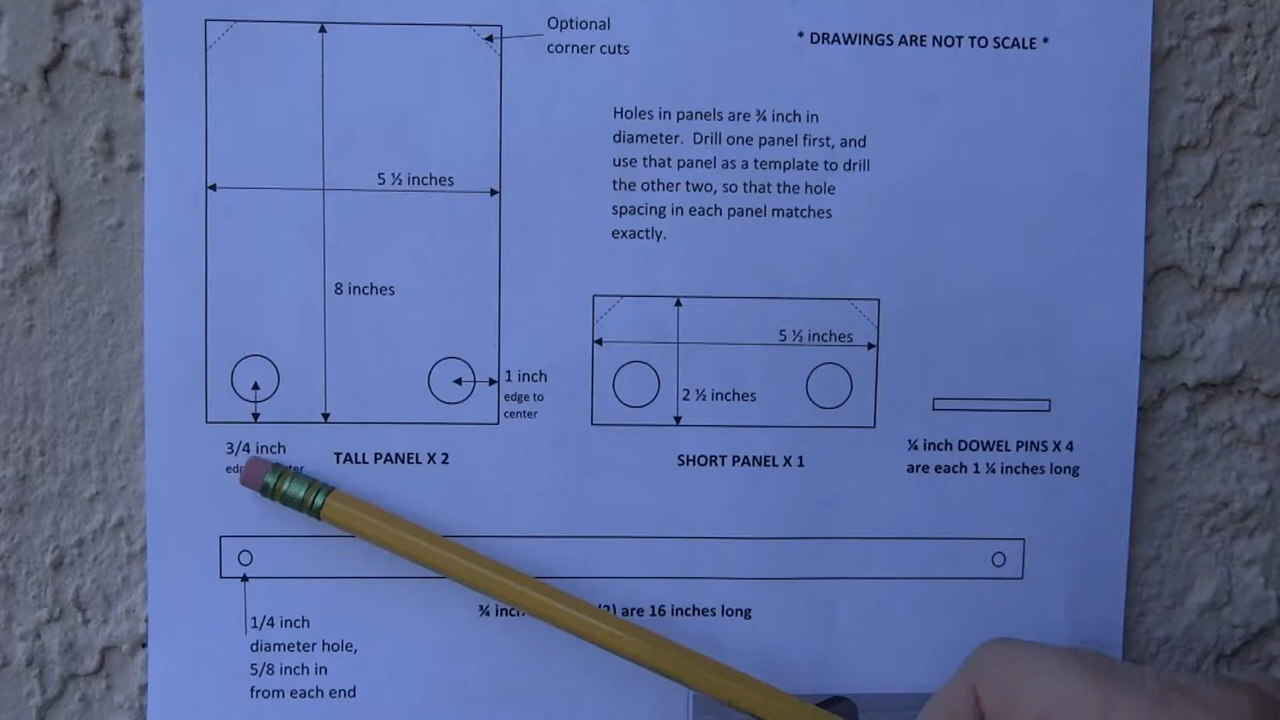 Optional
corner cuts
* DRAWINGS ARE NOT TO SCALE *
Holes in panels are ¾ inch in
diameter. Drill one panel first, and
use that panel as a template to drill
the other two, so that the hole
spacing in each panel matches
exactly.
5 ½ inches
8 inches
1 inch
edge to
center
3/4 inch
TALL PANEL X 2
5 ½ inches
2 ½ inches
SHORT PANEL X 1
¼ inch DOWEL PINS X 4
are each 1 ¼ inches long
¾ are 16 inches long
1/4 inch
diameter hole,
5/8 inch in
from each end